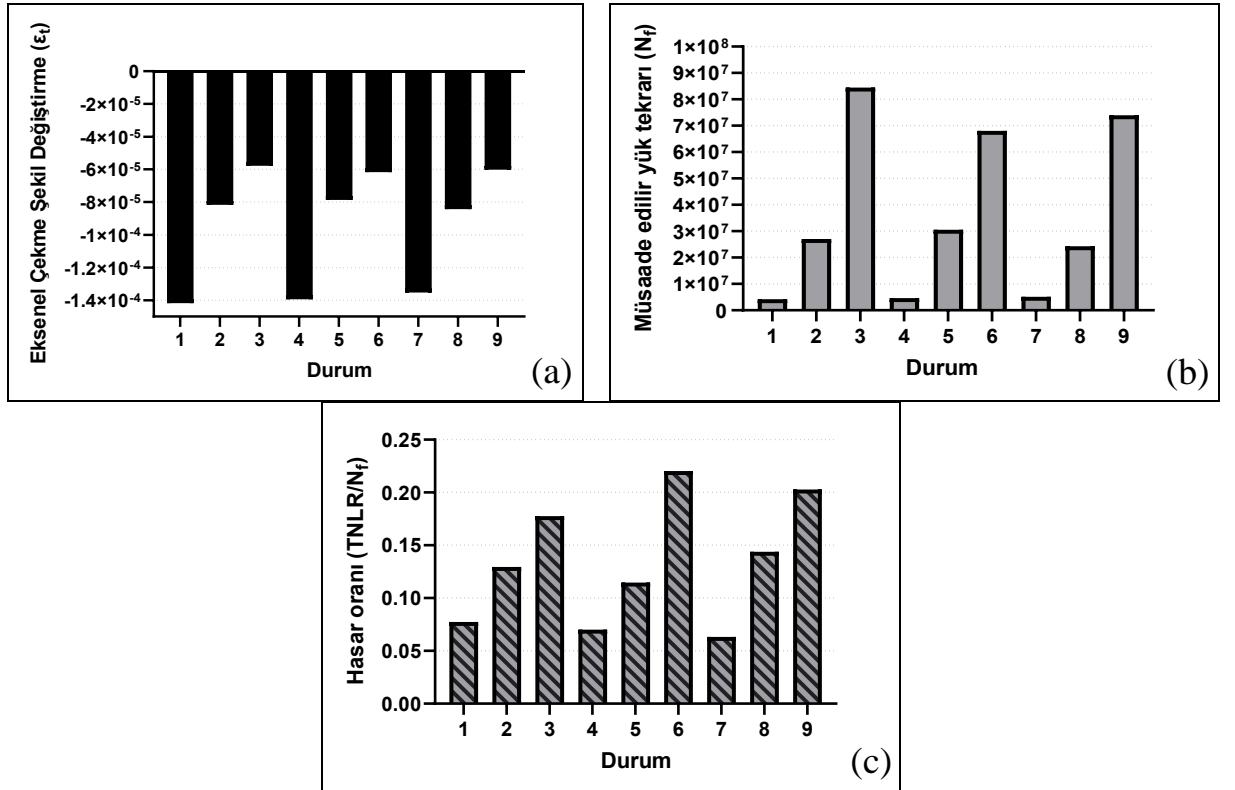 Eksenel Çekme Şekil Değiştirme (εₜ)
0
-2×10⁻⁵
-4×10⁻⁵
-6×10⁻⁵
-8×10⁻⁵
-1×10⁻⁴
-1.2×10⁻⁴
-1.4×10⁻⁴
1 2 3 4 5 6 7 8 9
Durum
(a)
Müsaade edilir yük tekrarı (N_f)
1×10⁸
9×10⁷
8×10⁷
7×10⁷
6×10⁷
5×10⁷
4×10⁷
3×10⁷
2×10⁷
1×10⁷
0
1 2 3 4 5 6 7 8 9
Durum
(b)
Hasar oranı (TNLR/N_f)
0.25
0.20
0.15
0.10
0.05
0.00
1 2 3 4 5 6 7 8 9
Durum
(c)